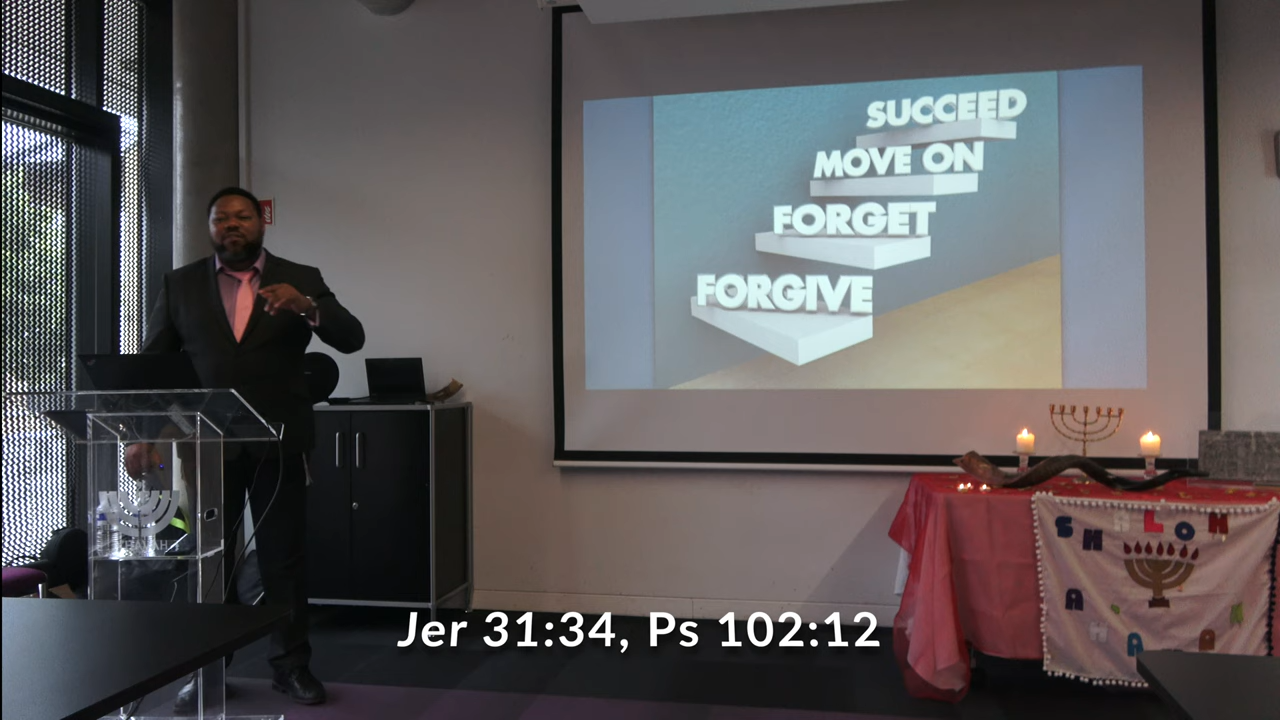 SUCCEED
MOVE ON
FORGET
FORGIVE
SHALOM
Jer 31:34, Ps 102:12